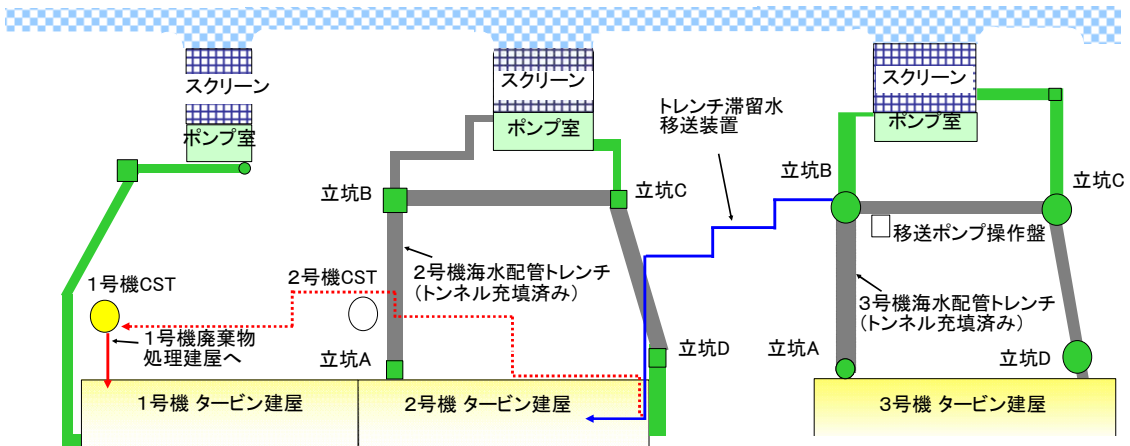 スクリーン
ポンプ室
スクリーン
ポンプ室
トレンチ滞留水
移送装置
スクリーン
ポンプ室
立坑B
立坑C
立坑B
立坑C
移送ポンプ操作盤
1号機CST
2号機CST
2号機海水配管トレンチ
(トンネル充填済み)
3号機海水配管トレンチ
(トンネル充填済み)
1号機廃棄物
処理建屋へ
立坑A
立坑D
立坑A
立坑D
1号機 タービン建屋
2号機 タービン建屋
3号機 タービン建屋